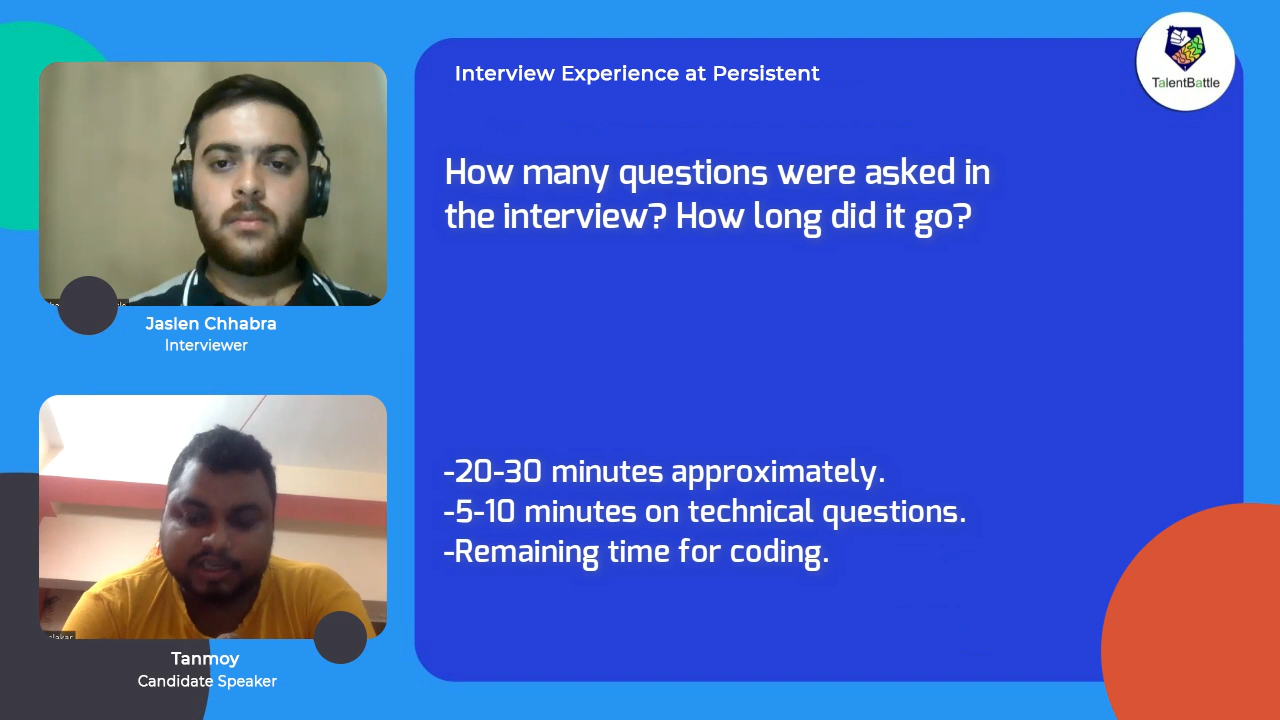 Interview Experience at Persistent
TalentBattle
How many questions were asked in
the interview? How long did it go?
Jaslen Chhabra
Interviewer
-20-30 minutes approximately.
-5-10 minutes on technical questions.
-Remaining time for coding.
Tanmoy
Candidate Speaker